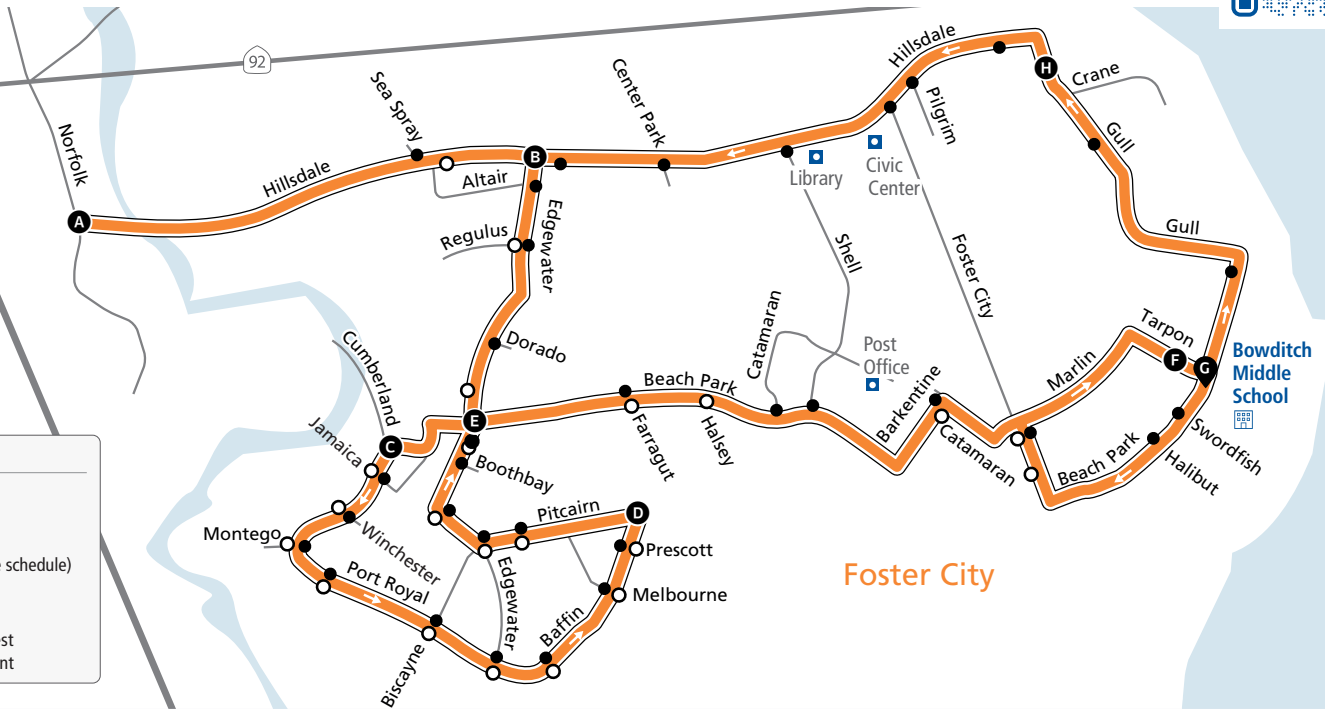 92
Hillsdale
Crane
Sea Spray
Center Park
Pilgrim
Gull
Norfolk
H
B
Library
Civic
Center
Hillsdale
Altair
A
Regulus
Edgewater
Shell
Foster City
Gull
Cumberland
Dorado
Catamaran
Post
Office
Tarpon
Marlin
F
G
Bowditch
Middle
School
Beach Park
Barkentine
Jamaica
C
E
Farragut
Halsey
Catamaran
Beach Park
Swordfish
Halibut
Boothbay
Pitcairn
D
Montego
Winchester
Prescott
Edgewater
Port Royal
Melbourne
Foster City
Baffin
Biscayne
schedule)